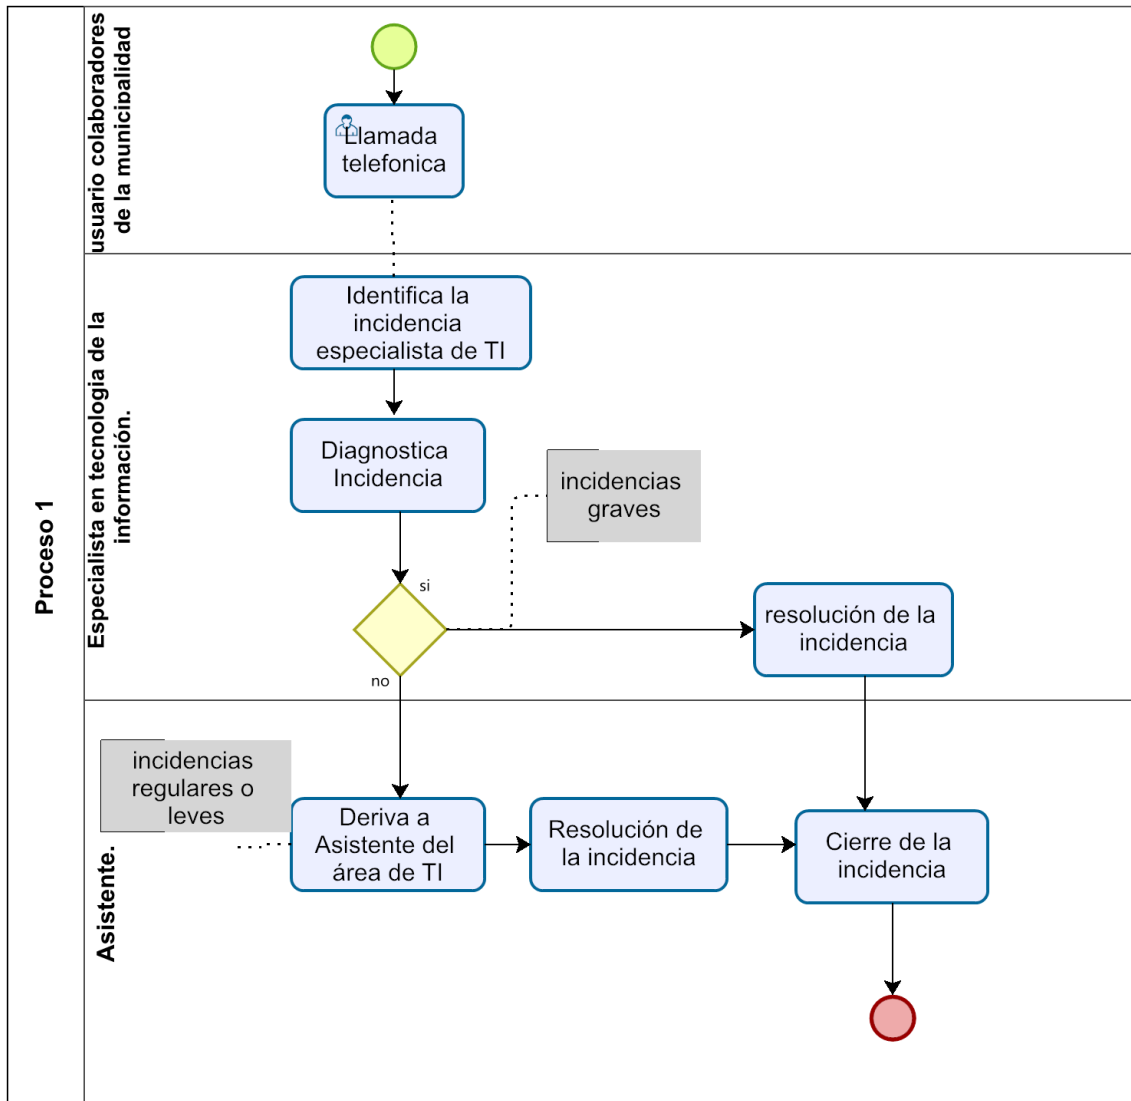 Proceso 1
usuario colaboradores
de la municipalidad
Llamada
telefonica
Especialista en tecnologia de la
información.
Identifica la
incidencia
especialista de TI
Diagnostica
Incidencia
incidencias
graves
si
no
resolución de la
incidencia
Asistente.
incidencias
regulares o
leves
Deriva a
Asistente del
área de TI
Resolución de
la incidencia
Cierre de la
incidencia